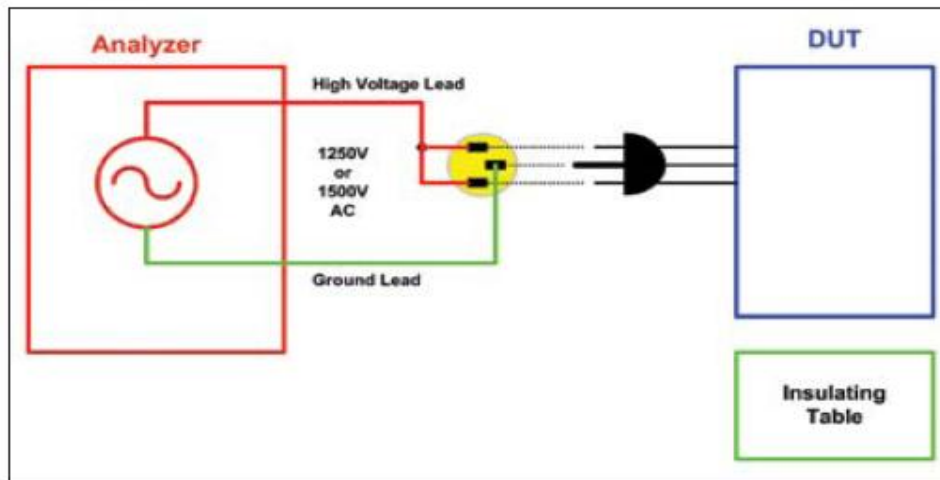 Analyzer
DUT
High Voltage Lead
1250V
or
1500V
AC
Ground Lead
Insulating
Table